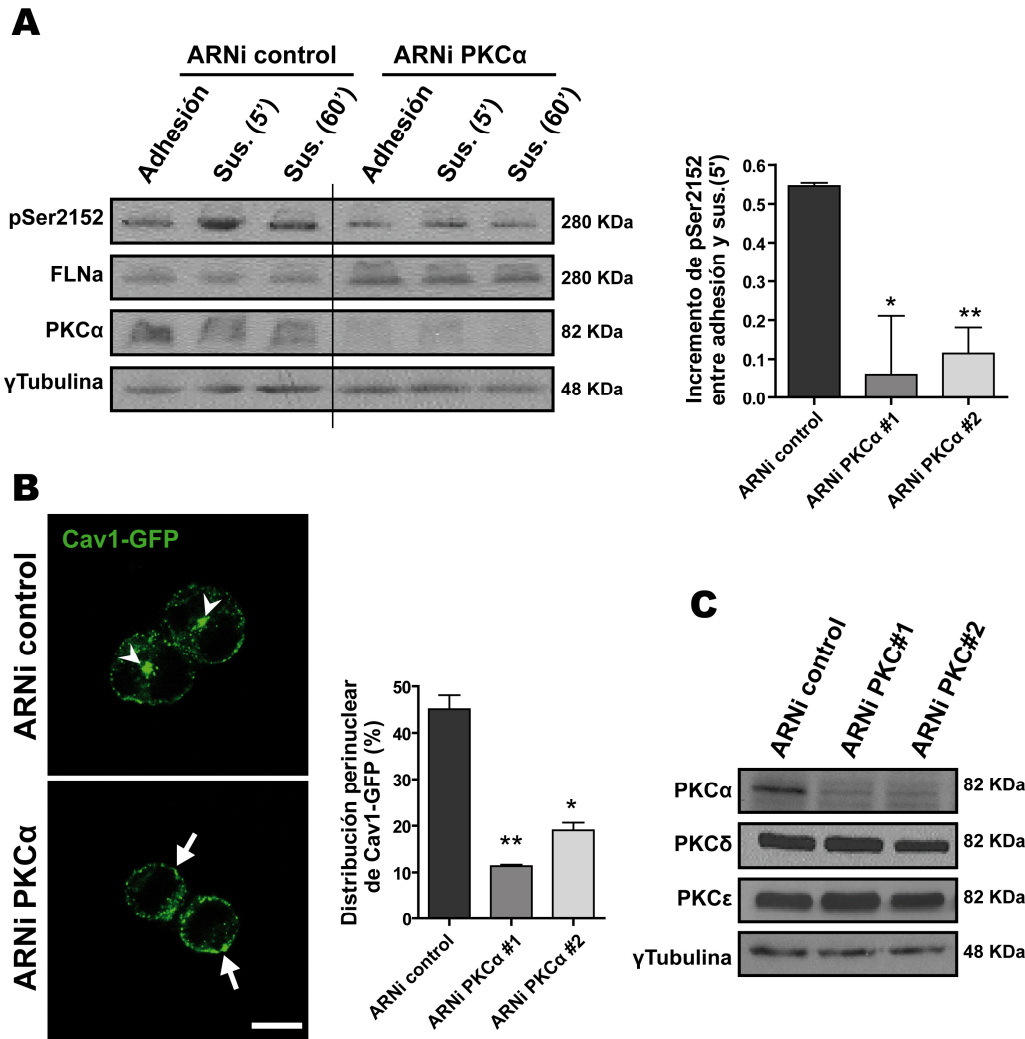 A
ARNi control
ARNi PKCα
Adhesión
Sus. (5')
Sus. (60')
Adhesión
Sus. (5')
Sus. (60')
pSer2152
280 KDa
FLNa
280 KDa
PKCα
82 KDa
γTubulina
48 KDa
Incremento de pSer2152
entre adhesión y sus.(5')
0.6
0.5
0.4
0.3
0.2
0.1
0.0
*
**
ARNi control
ARNi PKCα #1
ARNi PKCα #2
B
ARNi control
Cav1-GFP
ARNi PKCα
Distribución perinuclear
de Cav1-GFP (%)
50
40
30
20
10
0
**
*
ARNi control
ARNi PKCα #1
ARNi PKCα #2
C
ARNi control
ARNi PKC#1
ARNi PKC#2
PKCα
82 KDa
PKCδ
82 KDa
PKCε
82 KDa
γTubulina
48 KDa